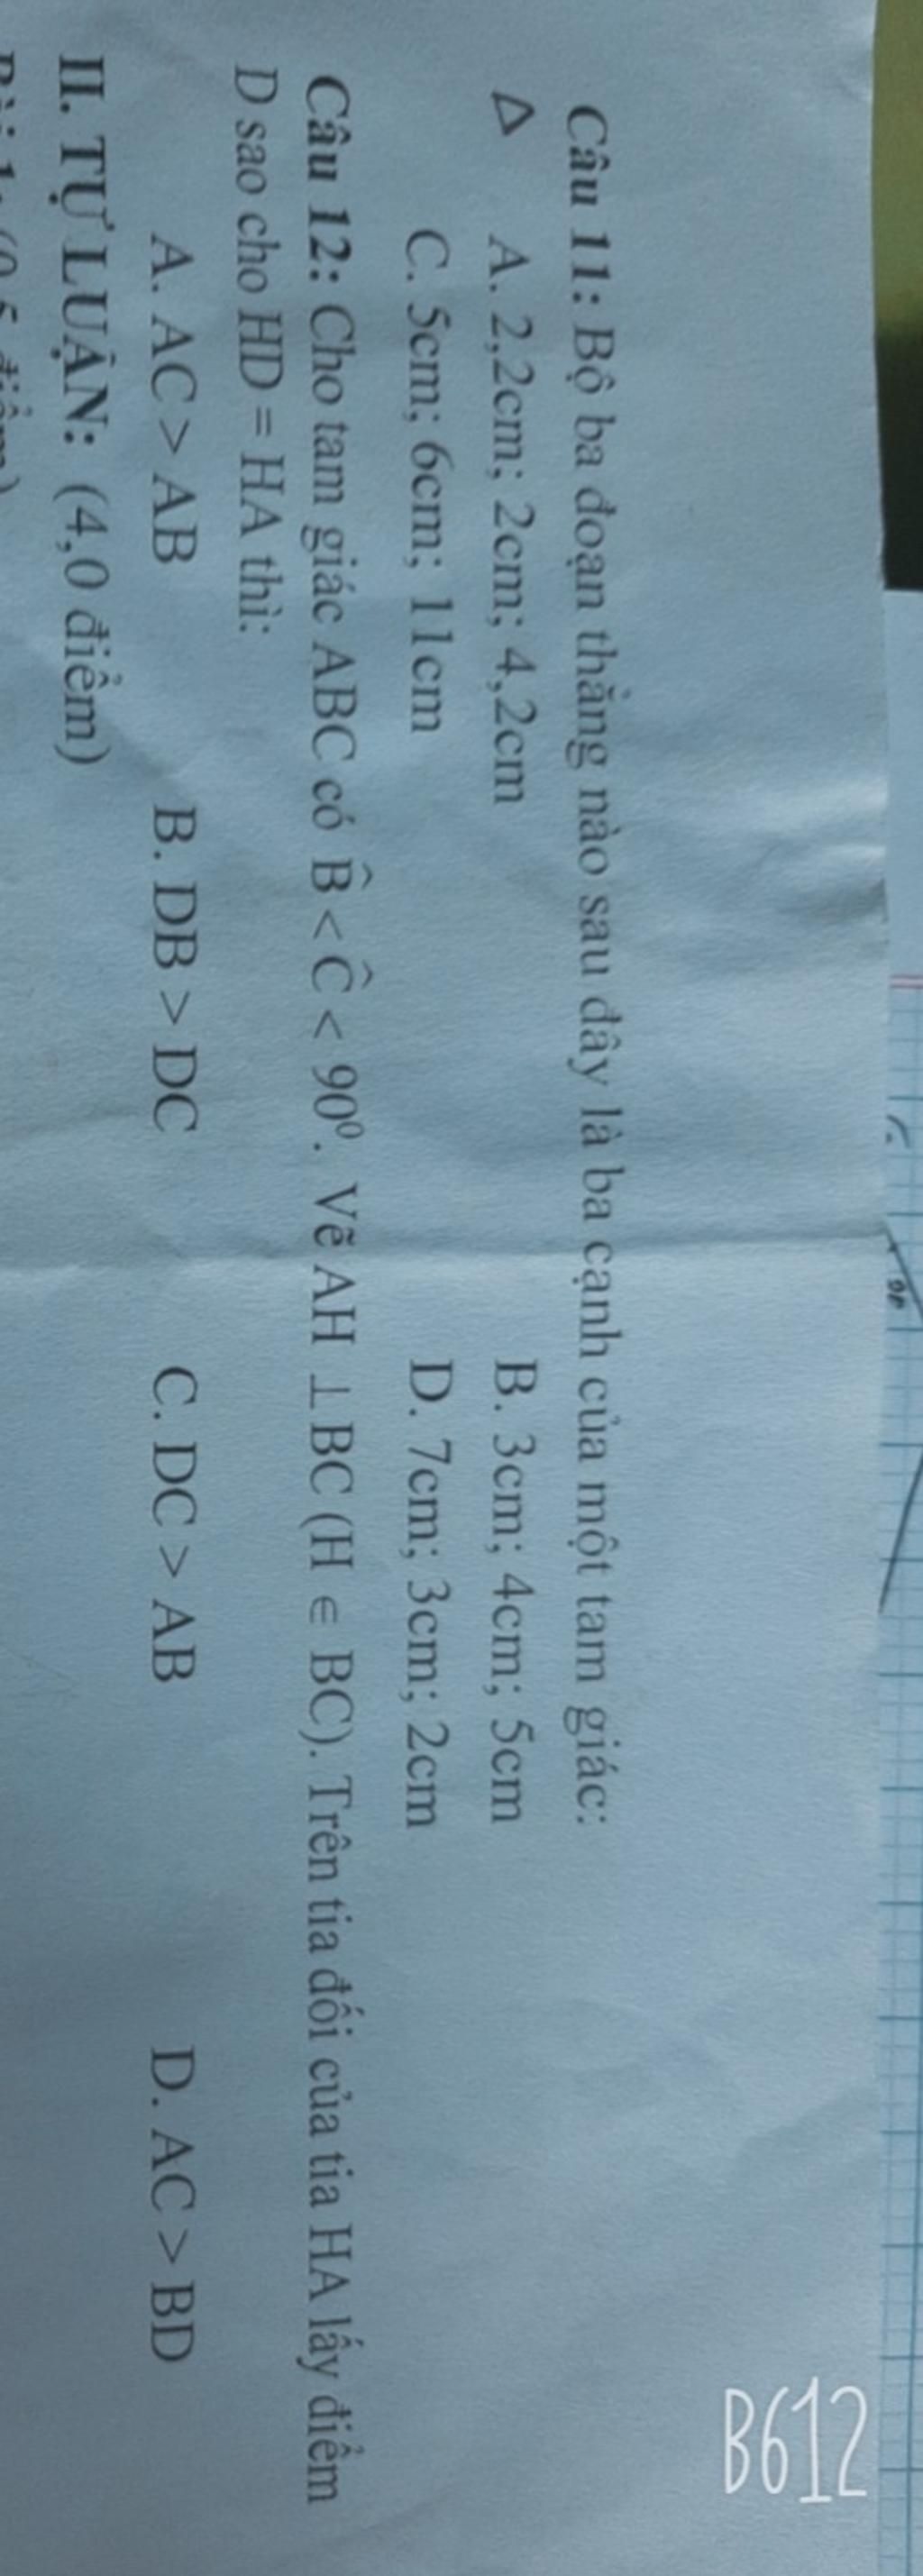 B612
Câu 11: Bộ ba đoạn thẳng nào sau đây là ba cạnh của một tam giác:
Δ A. 2,2cm; 2cm; 4,2cm B. 3cm; 4cm; 5cm
C. 5cm; 6cm; 11cm D. 7cm; 3cm; 2cm
Câu 12: Cho tam giác ABC có B̂ < Ĉ < 90⁰. Vẽ AH ⊥ BC (H ∈ BC). Trên tia đối của tia HA lấy điểm
D sao cho HD = HA thì:
A. AC > AB B. DB > DC C. DC > AB D. AC > BD
II. TỰ LUẬN: (4,0 điểm)